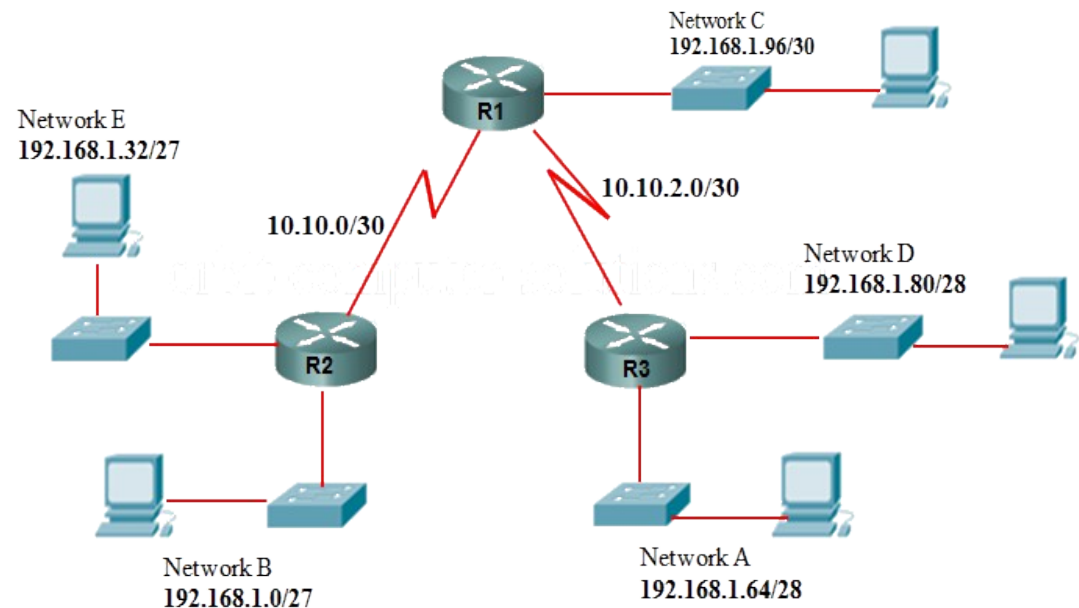 Network C
192.168.1.96/30
R1
Network E
192.168.1.32/27
10.10.2.0/30
10.10.0/30
Network D
192.168.1.80/28
R2
R3
Network B
192.168.1.0/27
Network A
192.168.1.64/28